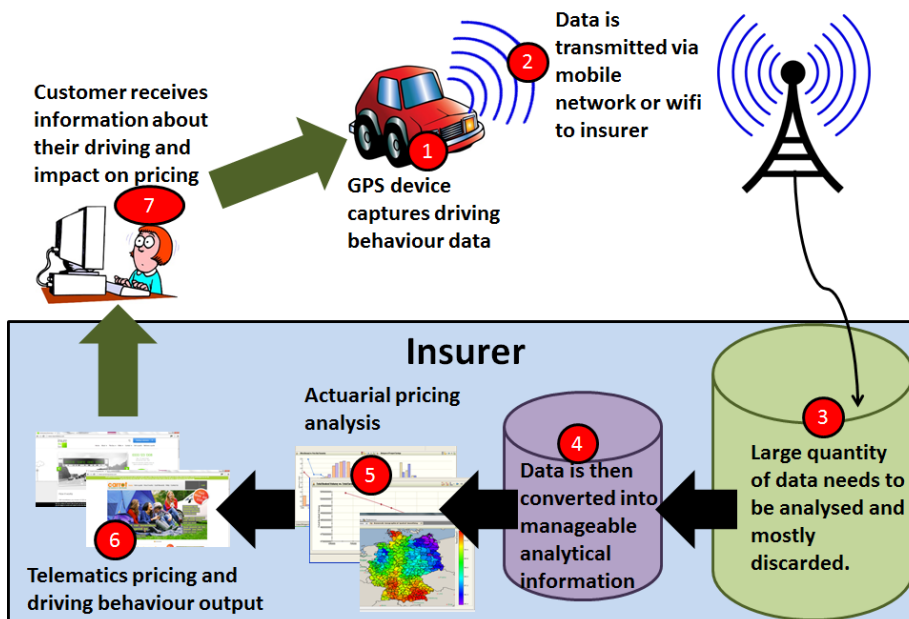 1
GPS device
captures driving
behaviour data
2
Data is
transmitted via
mobile
network or wifi
to insurer
Insurer
3
Large quantity
of data needs to
be analysed and
mostly
discarded.
4
Data is then
converted into
manageable
analytical
information
Actuarial pricing
analysis
5
6
Telematics pricing and
driving behaviour output
carrot
Customer receives
information about
their driving and
impact on pricing
7